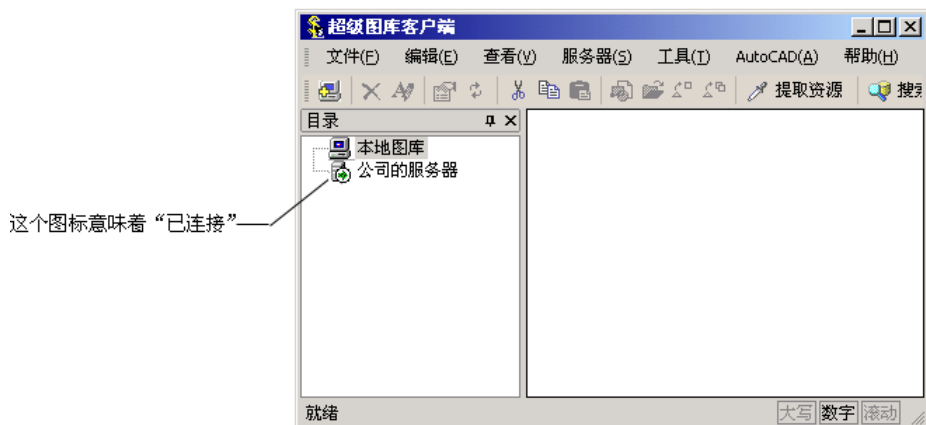 超级图库客户端
文件(F) 编辑(E) 查看(V) 服务器(S) 工具(T) AutoCAD(A) 帮助(H)
提取资源 搜
目录
本地图库
公司的服务器
这个图标意味着“已连接”
就绪 大写 数字 滚动